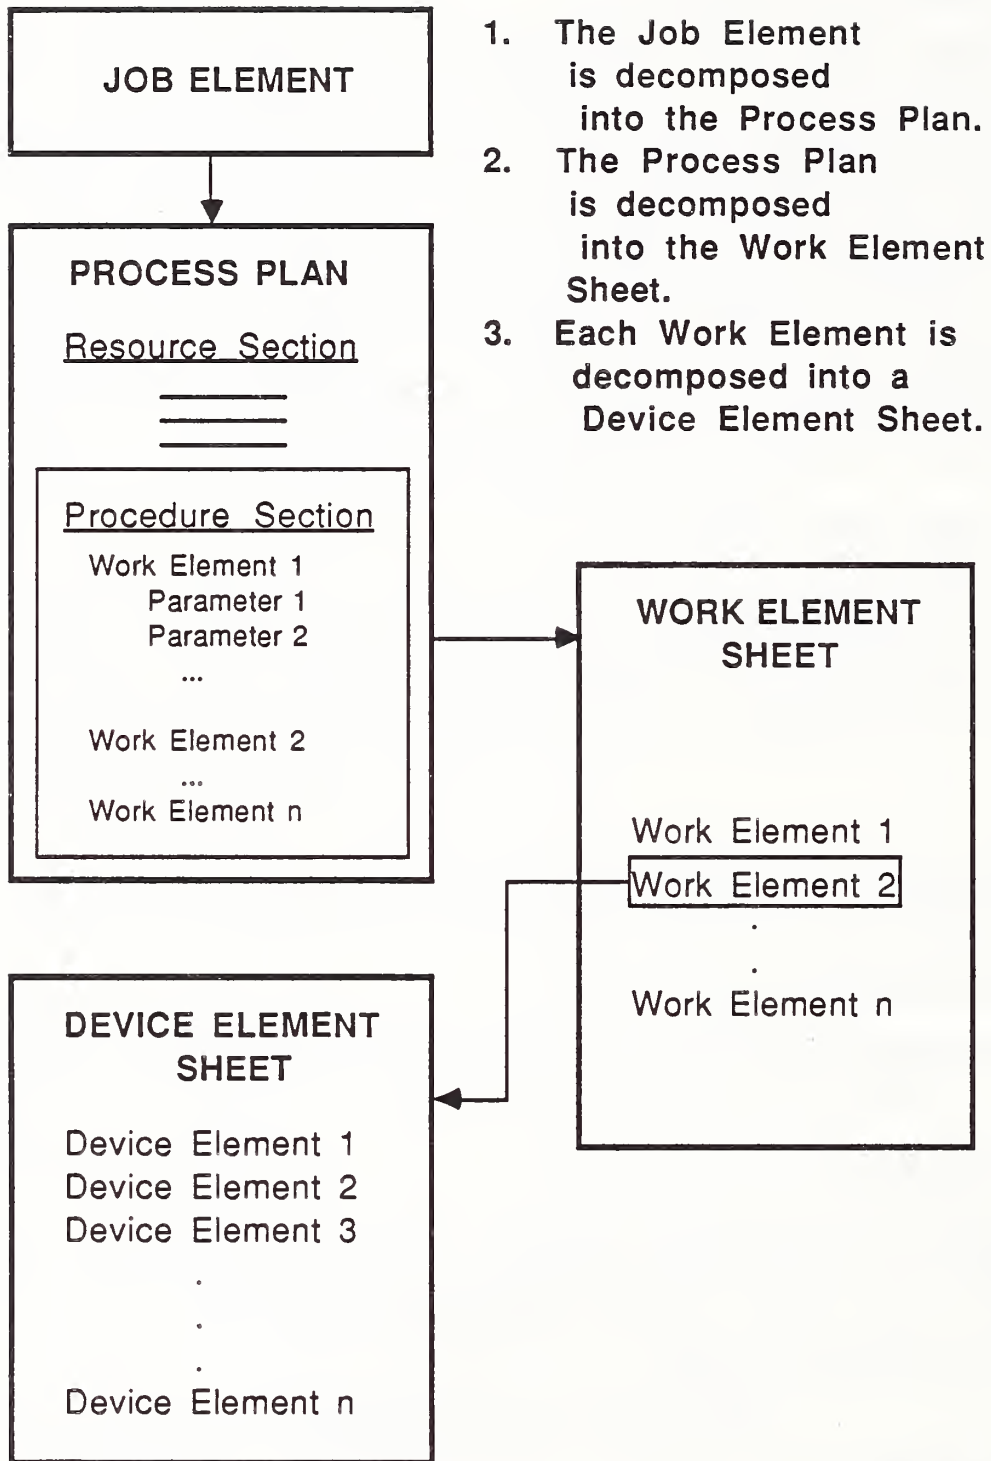 JOB ELEMENT
1. The Job Element
is decomposed
into the Process Plan.
2. The Process Plan
is decomposed
into the Work Element
Sheet.
3. Each Work Element is
decomposed into a
Device Element Sheet.
PROCESS PLAN
Resource Section
Procedure Section
Work Element 1
Parameter 1
Parameter 2
...
Work Element 2
...
Work Element n
WORK ELEMENT
SHEET
Work Element 1
Work Element 2
.
.
Work Element n
DEVICE ELEMENT
SHEET
Device Element 1
Device Element 2
Device Element 3
.
.
.
Device Element n